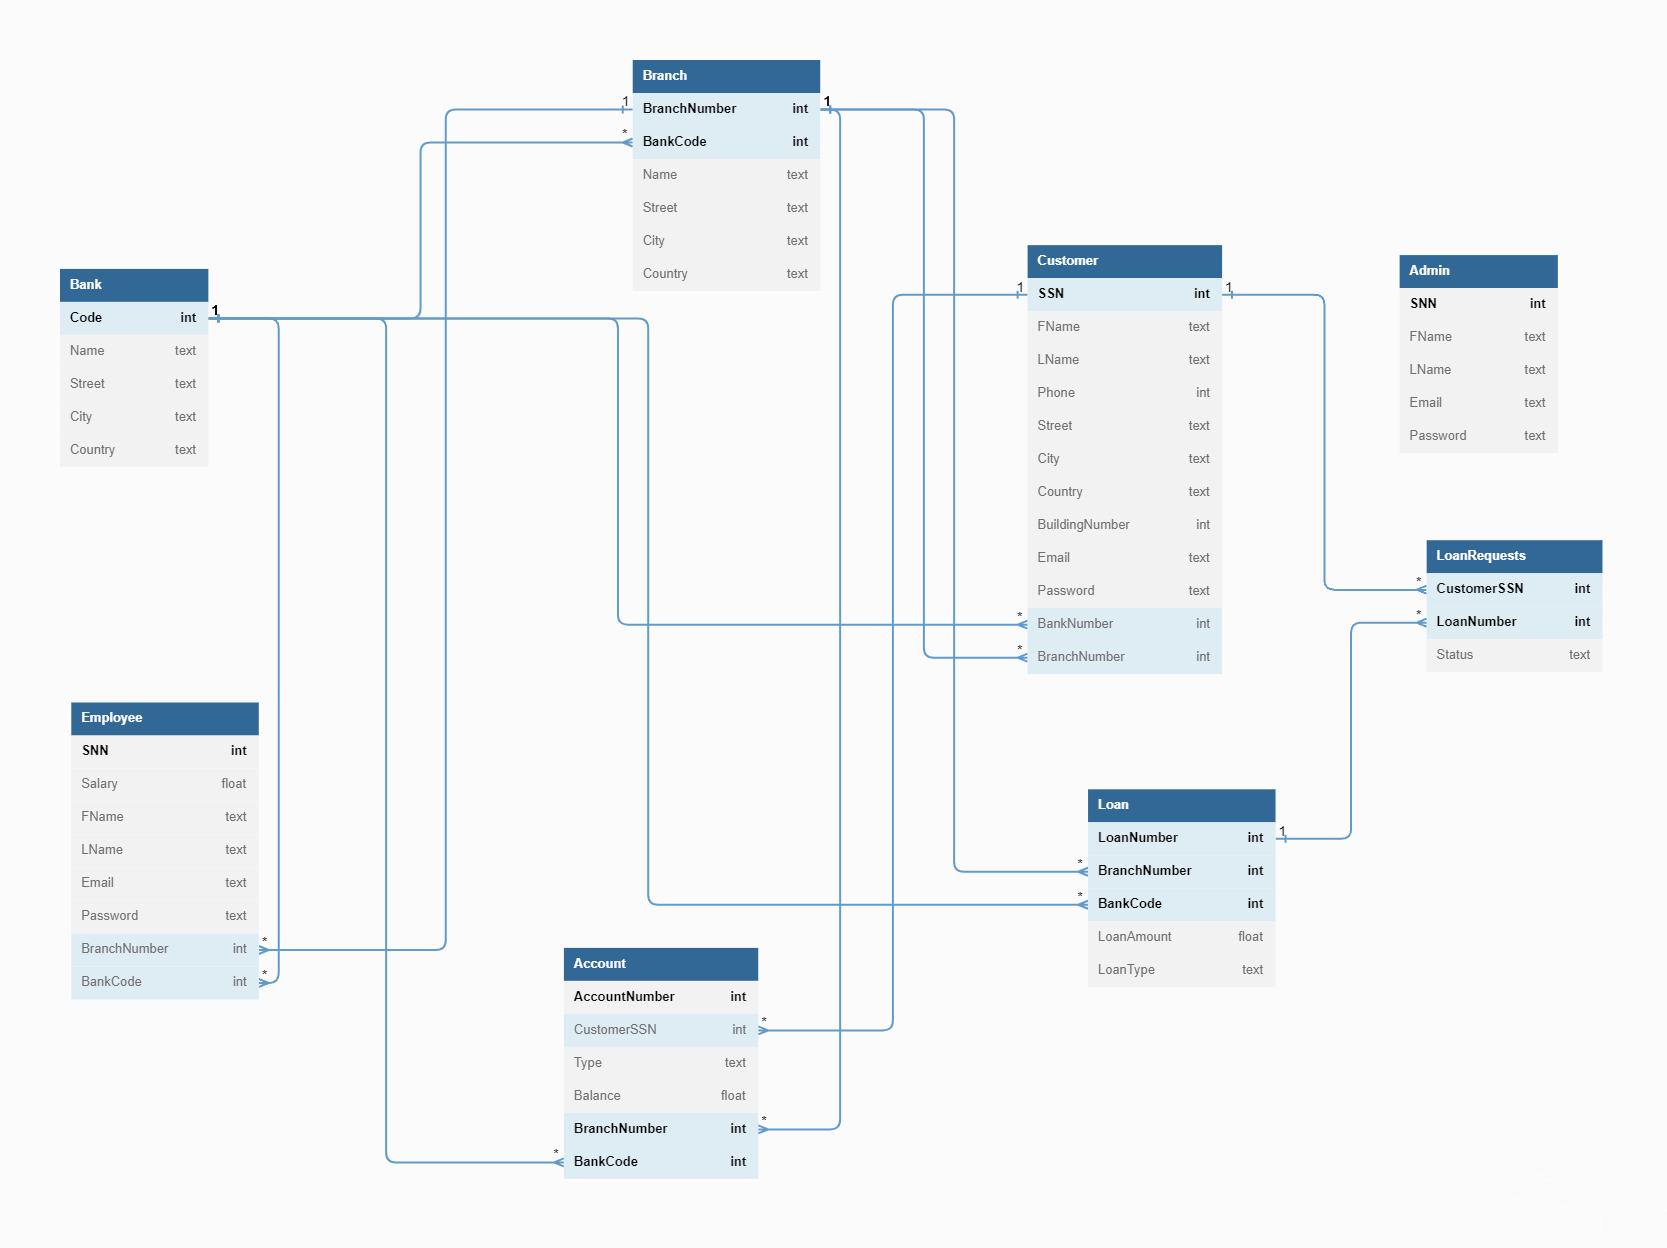 Branch
1
BranchNumber int
1
*
BankCode int
Name text
Street text
City text
Country text
Bank
Code int
1
Name text
Street text
City text
Country text
Customer
1
SSN int
1
FName text
LName text
Phone int
Street text
City text
Country text
BuildingNumber int
Email text
Password text
*
BankNumber int
*
BranchNumber int
Admin
SNN int
FName text
LName text
Email text
Password text
LoanRequests
*
CustomerSSN int
*
LoanNumber int
Status text
Employee
SNN int
Salary float
FName text
LName text
Email text
Password text
BranchNumber int
*
BankCode int
*
Loan
LoanNumber int
1
*
BranchNumber int
*
BankCode int
LoanAmount float
LoanType text
Account
AccountNumber int
CustomerSSN int
*
Type text
Balance float
BranchNumber int
*
*
BankCode int